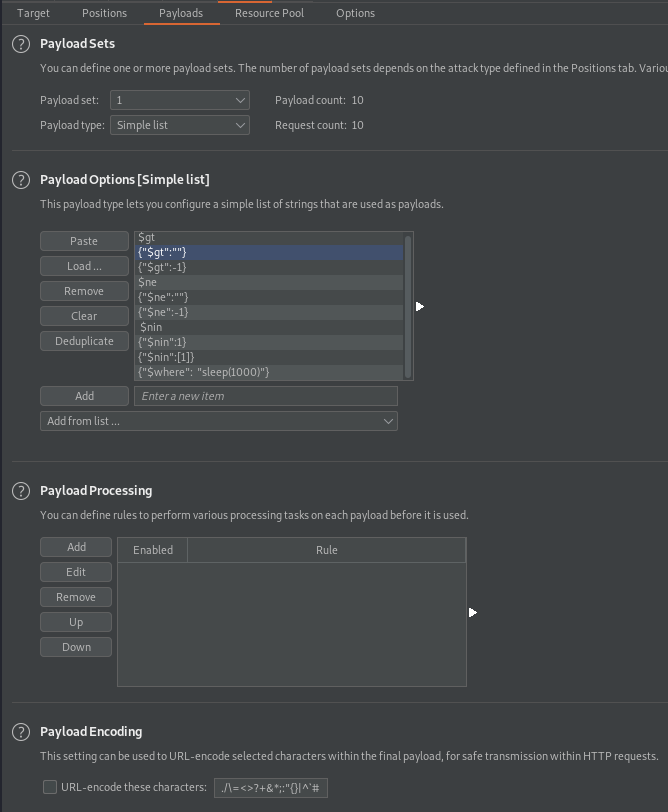 Target Positions Payloads Resource Pool Options
? Payload Sets
You can define one or more payload sets. The number of payload sets depends on the attack type defined in the Positions tab. Variou
Payload set: 1 Payload count: 10
Payload type: Simple list Request count: 10
? Payload Options [Simple list]
This payload type lets you configure a simple list of strings that are used as payloads.
Paste
Load ...
Remove
Clear
Deduplicate
$gt
{"$gt":""}
{"$gt":-1}
$ne
{"$ne":""}
{"$ne":-1}
$nin
{"$nin":1}
{"$nin":[1]}
{"$where": "sleep(1000)"}
Add Enter a new item
Add from list ...
? Payload Processing
You can define rules to perform various processing tasks on each payload before it is used.
Add
Edit
Remove
Up
Down
Enabled Rule
? Payload Encoding
This setting can be used to URL-encode selected characters within the final payload, for safe transmission within HTTP requests.
URL-encode these characters: ./\=<>?+&*;:"{}|^`#